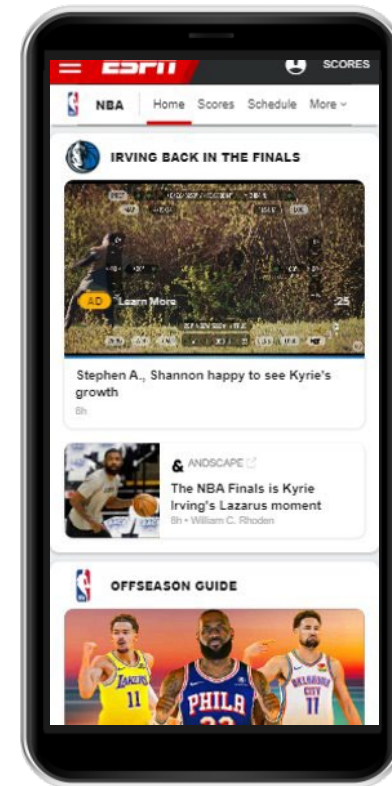 ESPN
SCORES
NBA
Home Scores Schedule More
IRVING BACK IN THE FINALS
AD Learn More :25
Stephen A., Shannon happy to see Kyrie's
growth
6h
& ANDSCAPE
The NBA Finals is Kyrie
Irving's Lazarus moment
8h • William C. Rhoden
OFFSEASON GUIDE
LAKERS
11
PHILA
23
OKLAHOMA
CITY
11